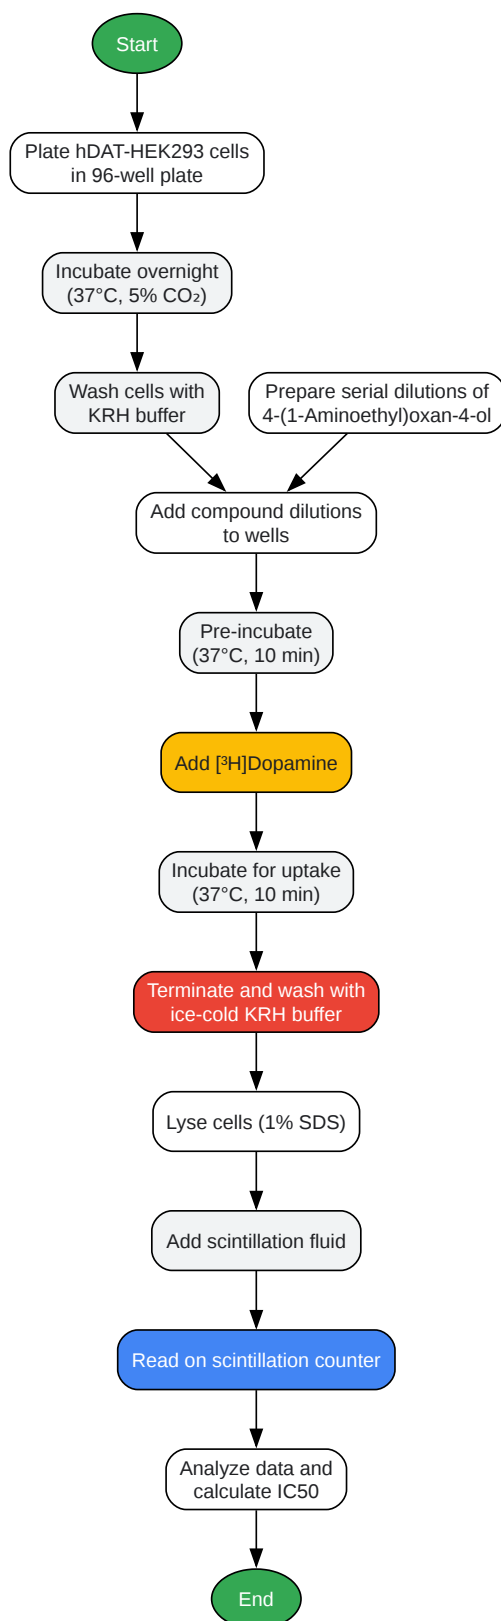 Start
Plate hDAT-HEK293 cells
in 96-well plate
Incubate overnight
(37°C, 5% CO₂)
Wash cells with
KRH buffer
Prepare serial dilutions of
4-(1-Aminoethyl)oxan-4-ol
Add compound dilutions
to wells
Pre-incubate
(37°C, 10 min)
Add [³H]Dopamine
Incubate for uptake
(37°C, 10 min)
Terminate and wash with
ice-cold KRH buffer
Lyse cells (1% SDS)
Add scintillation fluid
Read on scintillation counter
Analyze data and
calculate IC50
End